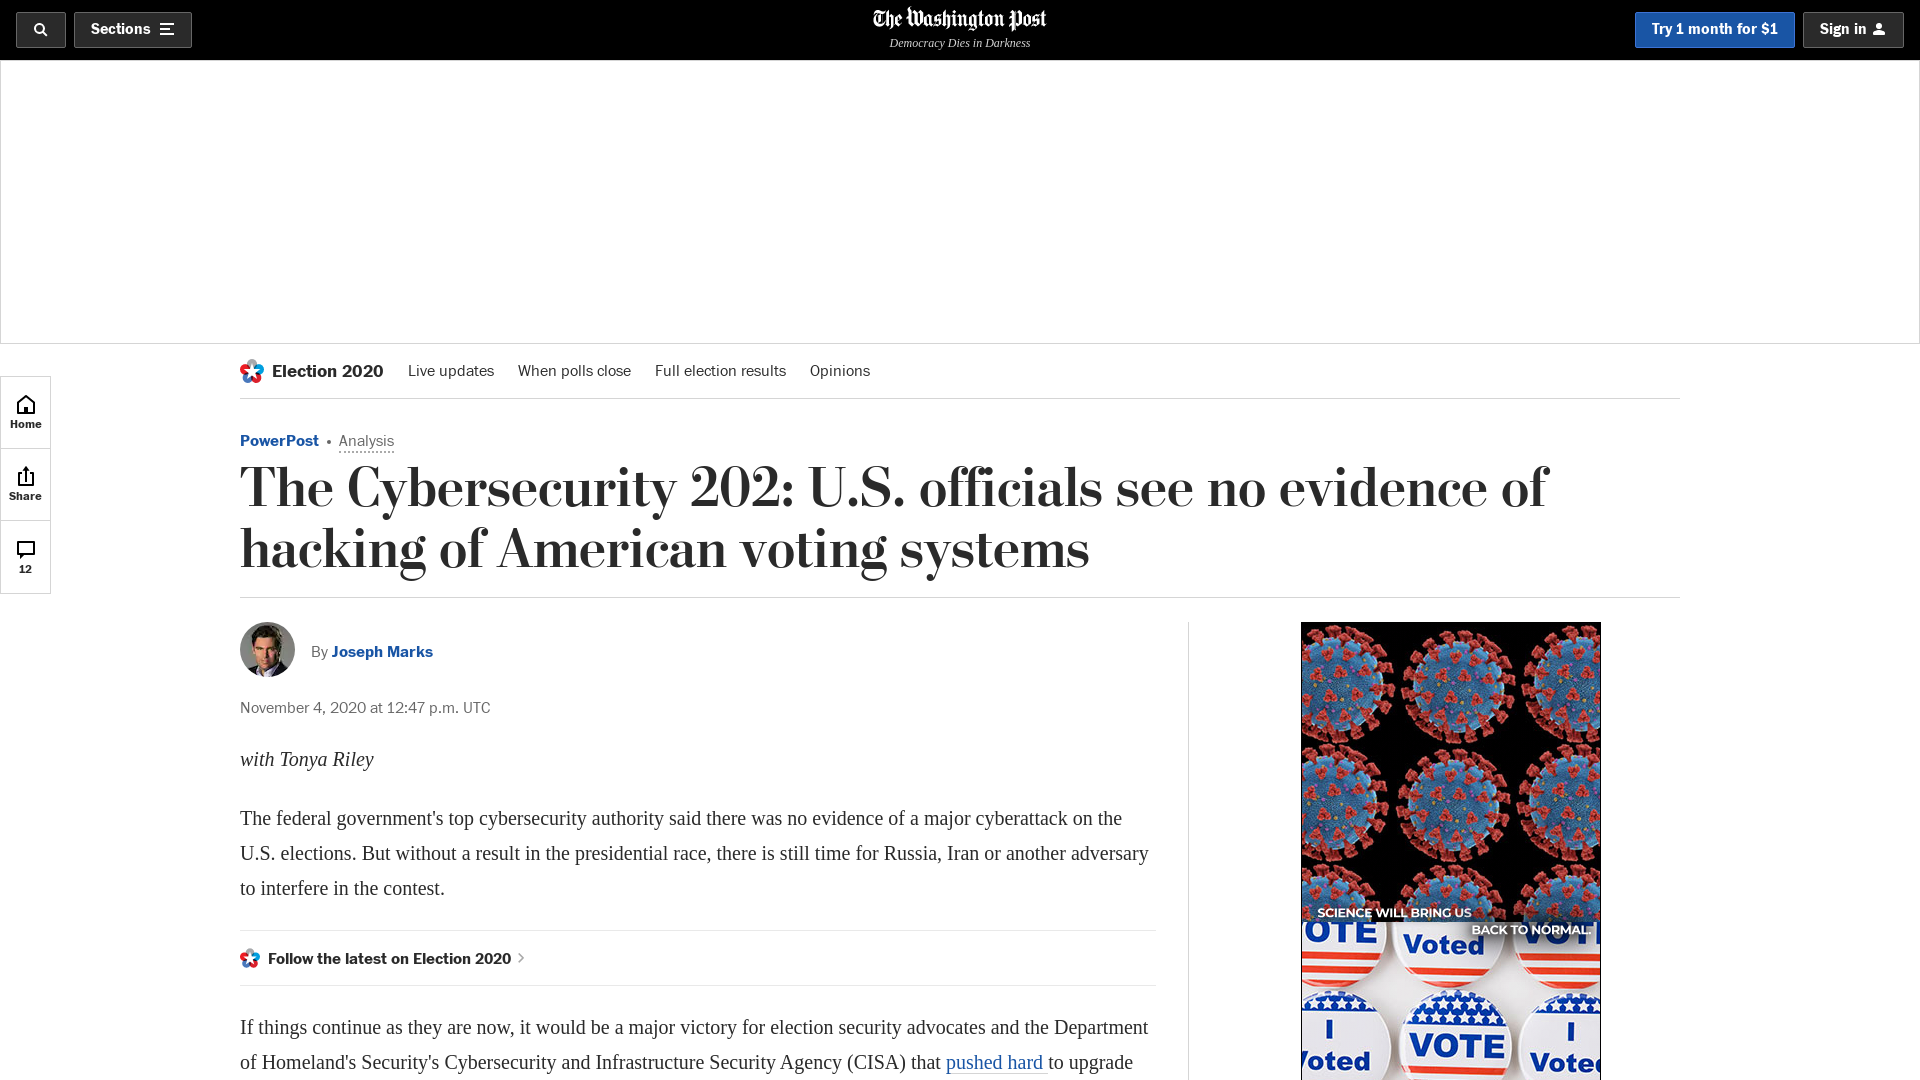 Sections
The Washington Post
Democracy Dies in Darkness
Try 1 month for $1
Sign in
Election 2020
Live updates
When polls close
Full election results
Opinions
Home
Share
12
PowerPost • Analysis
The Cybersecurity 202: U.S. officials see no evidence of
hacking of American voting systems
By Joseph Marks
November 4, 2020 at 12:47 p.m. UTC
with Tonya Riley
The federal government's top cybersecurity authority said there was no evidence of a major cyberattack on the
U.S. elections. But without a result in the presidential race, there is still time for Russia, Iran or another adversary
to interfere in the contest.
Follow the latest on Election 2020
If things continue as they are now, it would be a major victory for election security advocates and the Department
of Homeland's Security's Cybersecurity and Infrastructure Security Agency (CISA) that pushed hard to upgrade
SCIENCE WILL BRING US
BACK TO NORMAL.
VOTE
Voted
I
VOTE
I
Voted